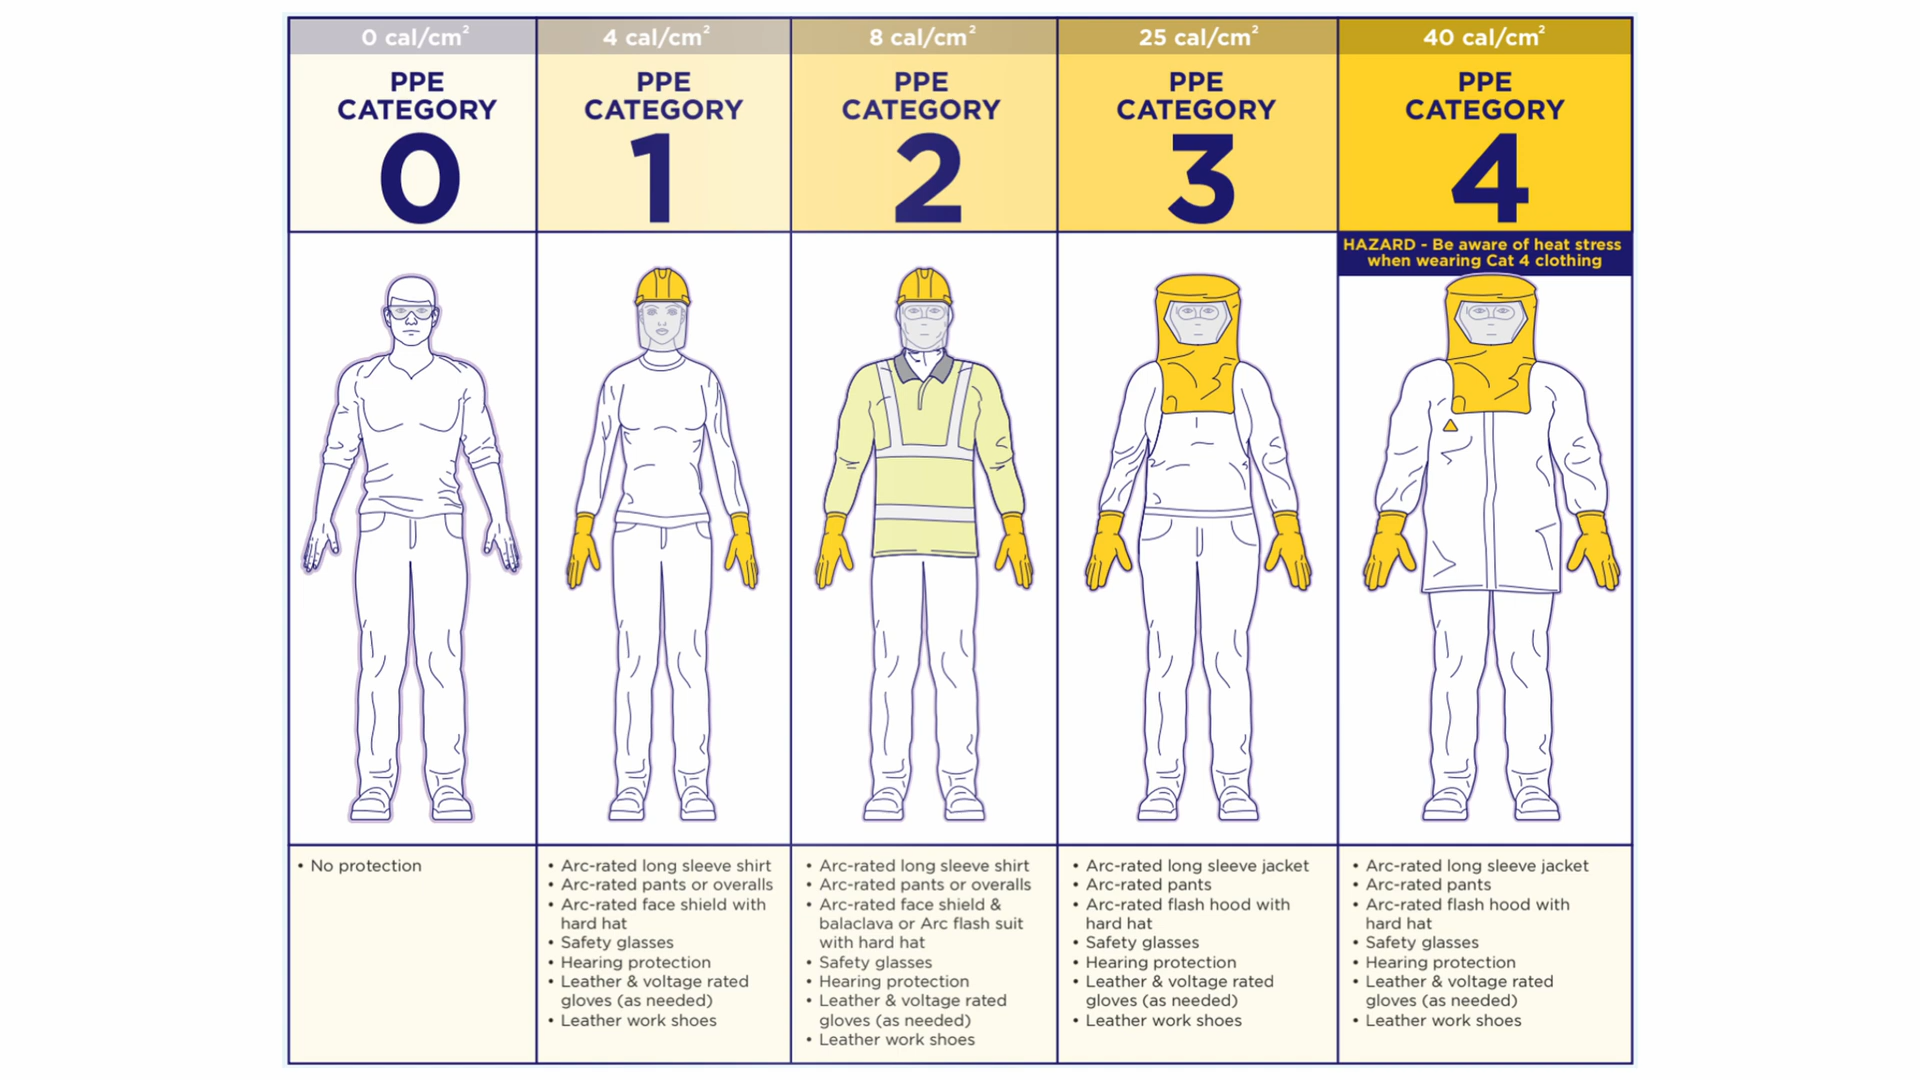 0 cal/cm²
PPE
CATEGORY
0
• No protection
4 cal/cm²
PPE
CATEGORY
1
• Arc-rated long sleeve shirt
• Arc-rated pants or overalls
• Arc-rated face shield with
hard hat
• Safety glasses
• Hearing protection
• Leather & voltage rated
gloves (as needed)
• Leather work shoes
8 cal/cm²
PPE
CATEGORY
2
• Arc-rated long sleeve shirt
• Arc-rated pants or overalls
• Arc-rated face shield &
balaclava or Arc flash suit
with hard hat
• Safety glasses
• Hearing protection
• Leather & voltage rated
gloves (as needed)
• Leather work shoes
25 cal/cm²
PPE
CATEGORY
3
• Arc-rated long sleeve jacket
• Arc-rated pants
• Arc-rated flash hood with
hard hat
• Safety glasses
• Hearing protection
• Leather & voltage rated
gloves (as needed)
• Leather work shoes
40 cal/cm²
PPE
CATEGORY
4
HAZARD - Be aware of heat stress
when wearing Cat 4 clothing
• Arc-rated long sleeve jacket
• Arc-rated pants
• Arc-rated flash hood with
hard hat
• Safety glasses
• Hearing protection
• Leather & voltage rated
gloves (as needed)
• Leather work shoes